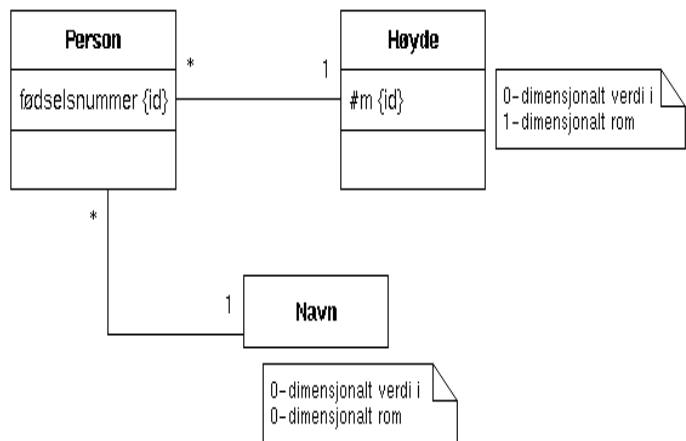 Person
fødselsnummer {id}
*
1
Høyde
#m {id}
0-dimensjonalt verdi i
1-dimensjonalt rom
*
1
Navn
0-dimensjonalt verdi i
0-dimensjonalt rom